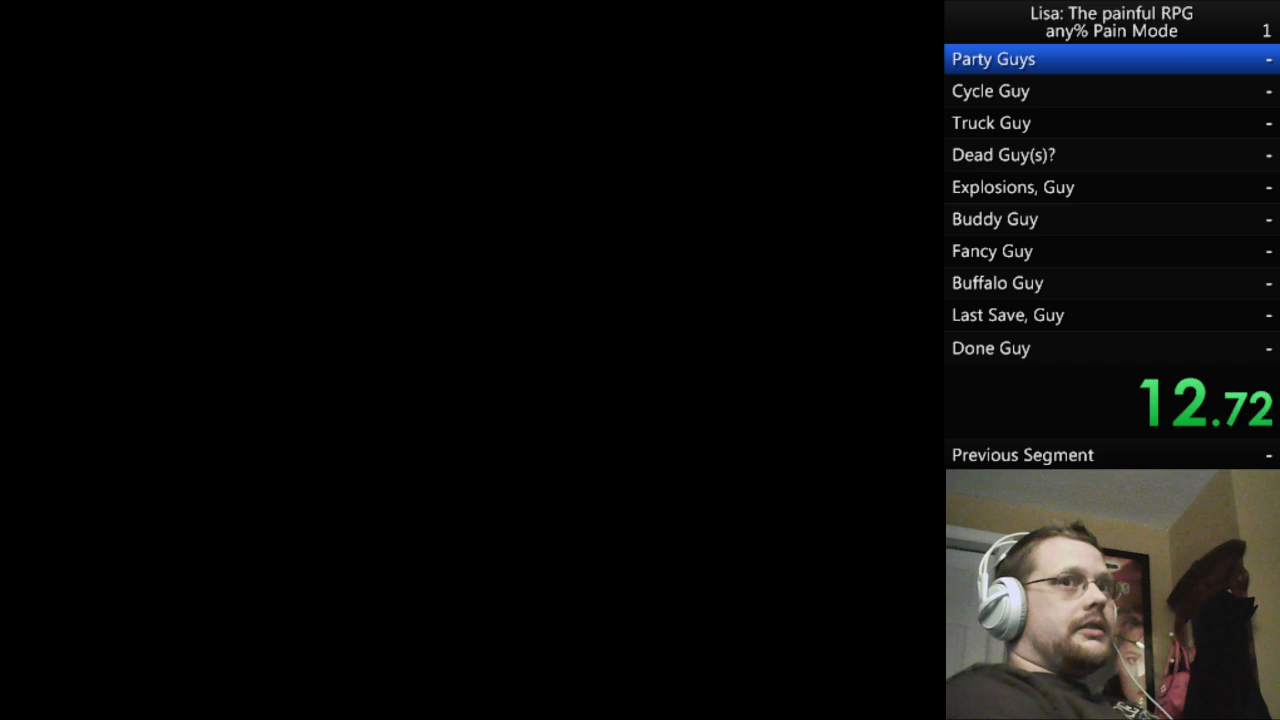 Lisa: The painful RPG
any% Pain Mode 1
Party Guys -
Cycle Guy -
Truck Guy -
Dead Guy(s)? -
Explosions, Guy -
Buddy Guy -
Fancy Guy -
Buffalo Guy -
Last Save, Guy -
Done Guy -
12.72
Previous Segment -